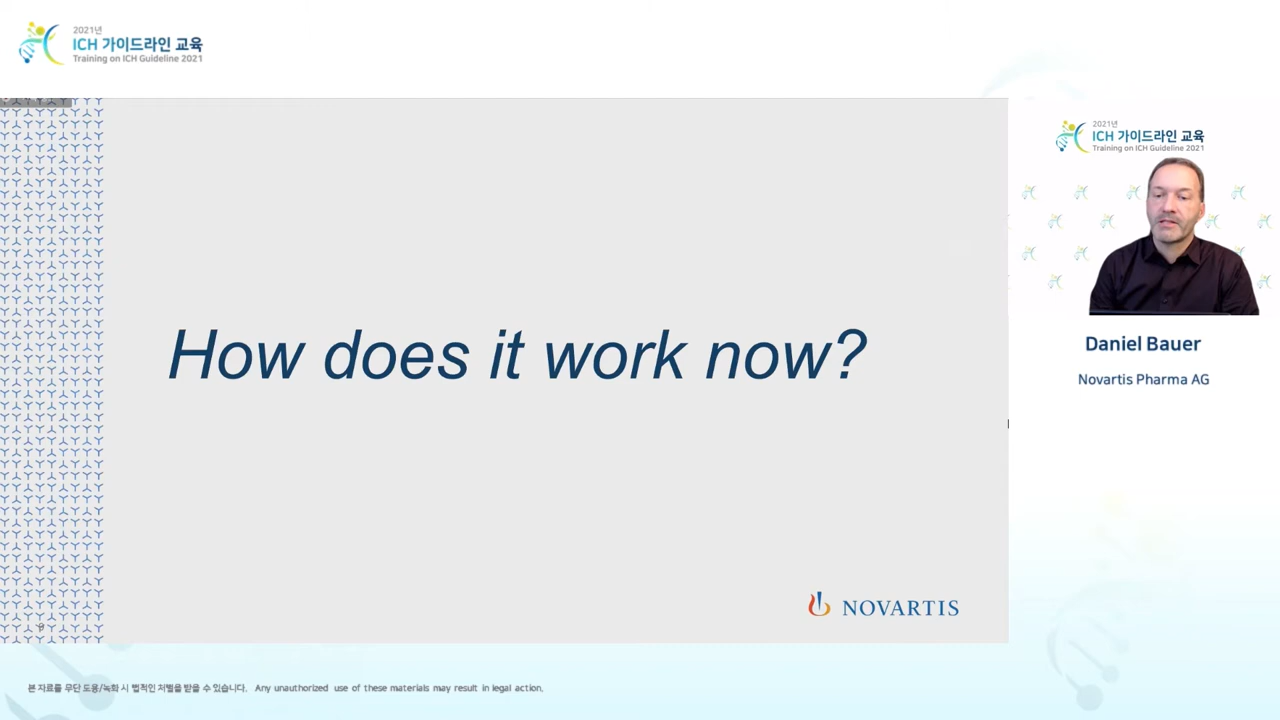 2021년
ICH 가이드라인 교육
Training on ICH Guideline 2021
How does it work now?
NOVARTIS
9
2021년
ICH 가이드라인 교육
Training on ICH Guideline 2021
Daniel Bauer
Novartis Pharma AG
본 자료를 무단 도용/녹화 시 법적인 처벌을 받을 수 있습니다. Any unauthorized use of these materials may result in legal action.